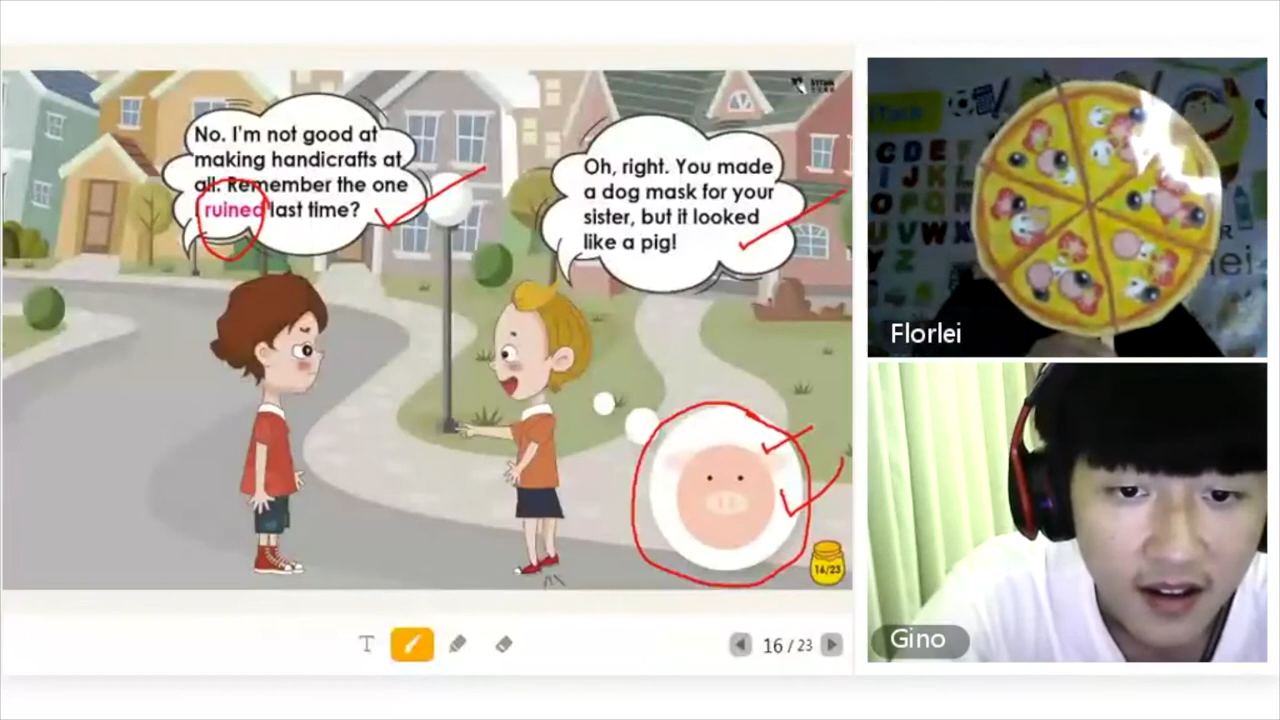 No. I'm not good at
making handicrafts at
all. Remember the one
I ruined last time?
Oh, right. You made
a dog mask for your
sister, but it looked
like a pig!
16/23
T
16 / 23
Florlei
Gino
C D E F
J K L
U V W X
Y Z